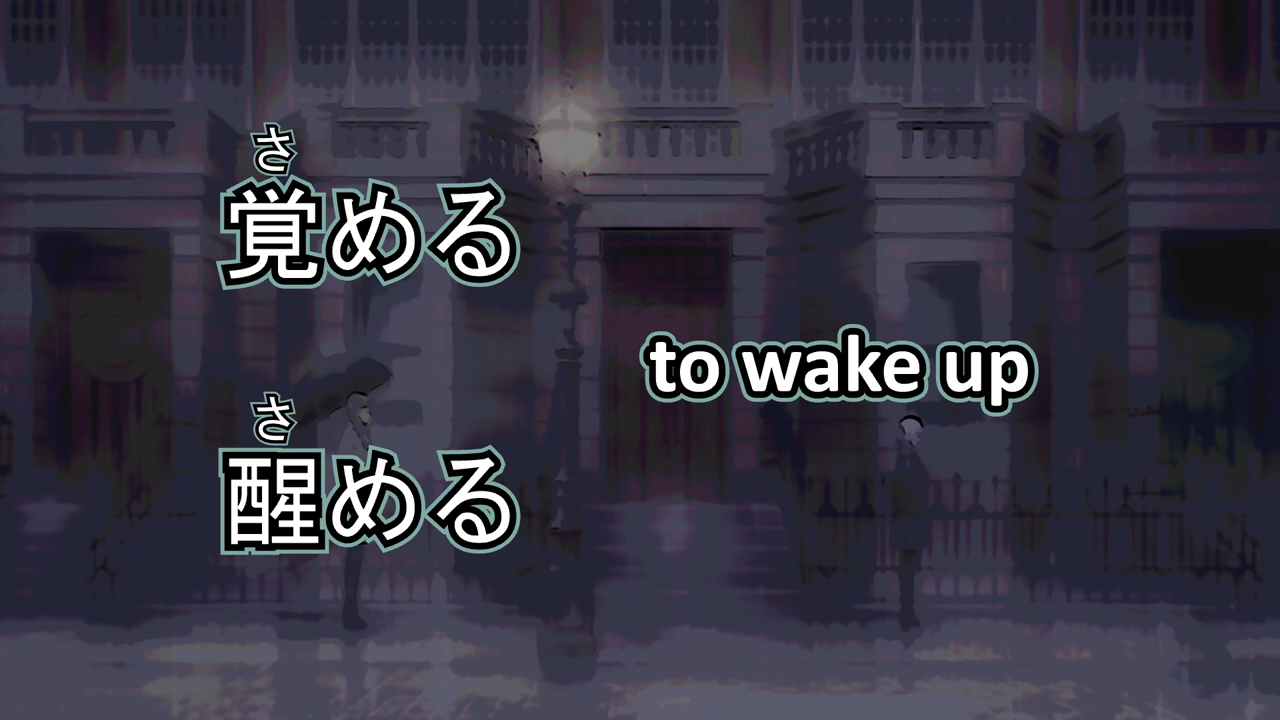 さ
覚める
to wake up
さ
醒める